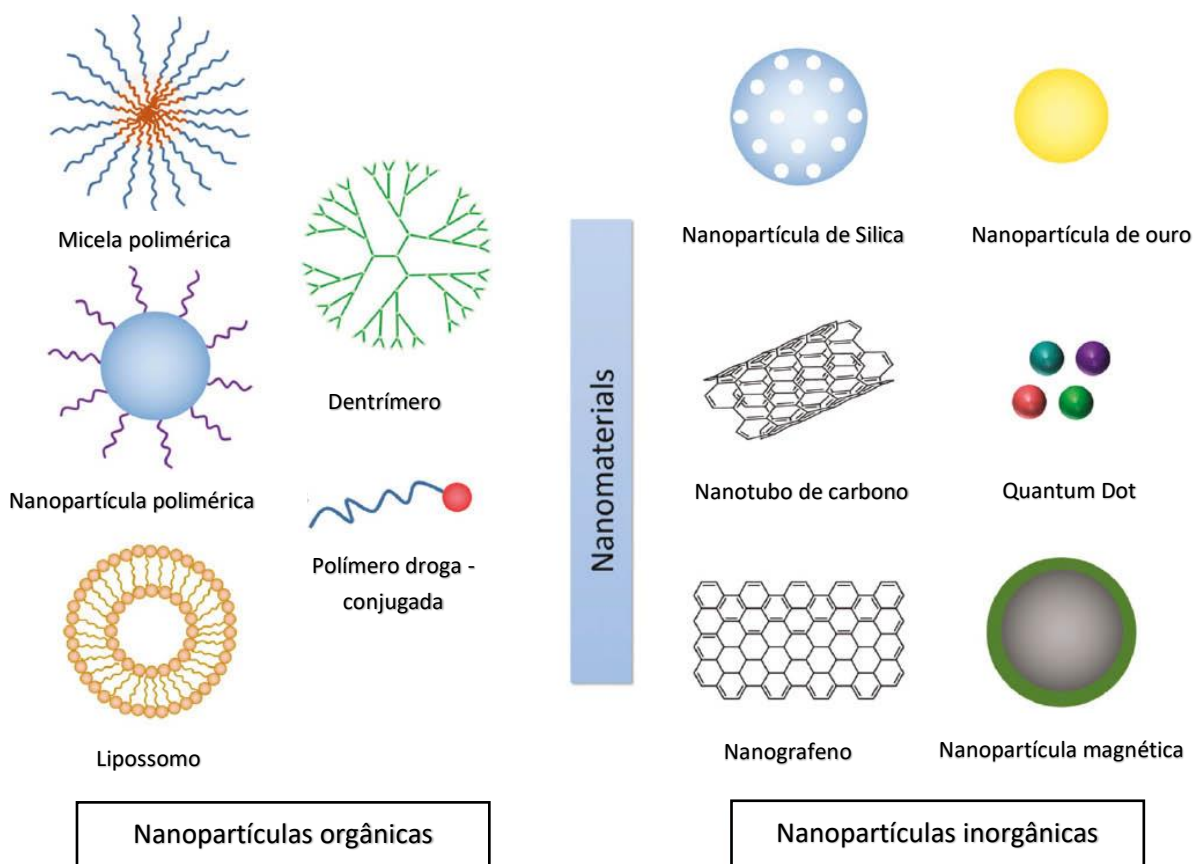 Micela polimérica
Dentrímero
Nanopartícula polimérica
Polímero droga -
conjugada
Lipossomo
Nanopartículas orgânicas
Nanomaterials
Nanopartícula de Silica
Nanopartícula de ouro
Nanotubo de carbono
Quantum Dot
Nanografeno
Nanopartícula magnética
Nanopartículas inorgânicas